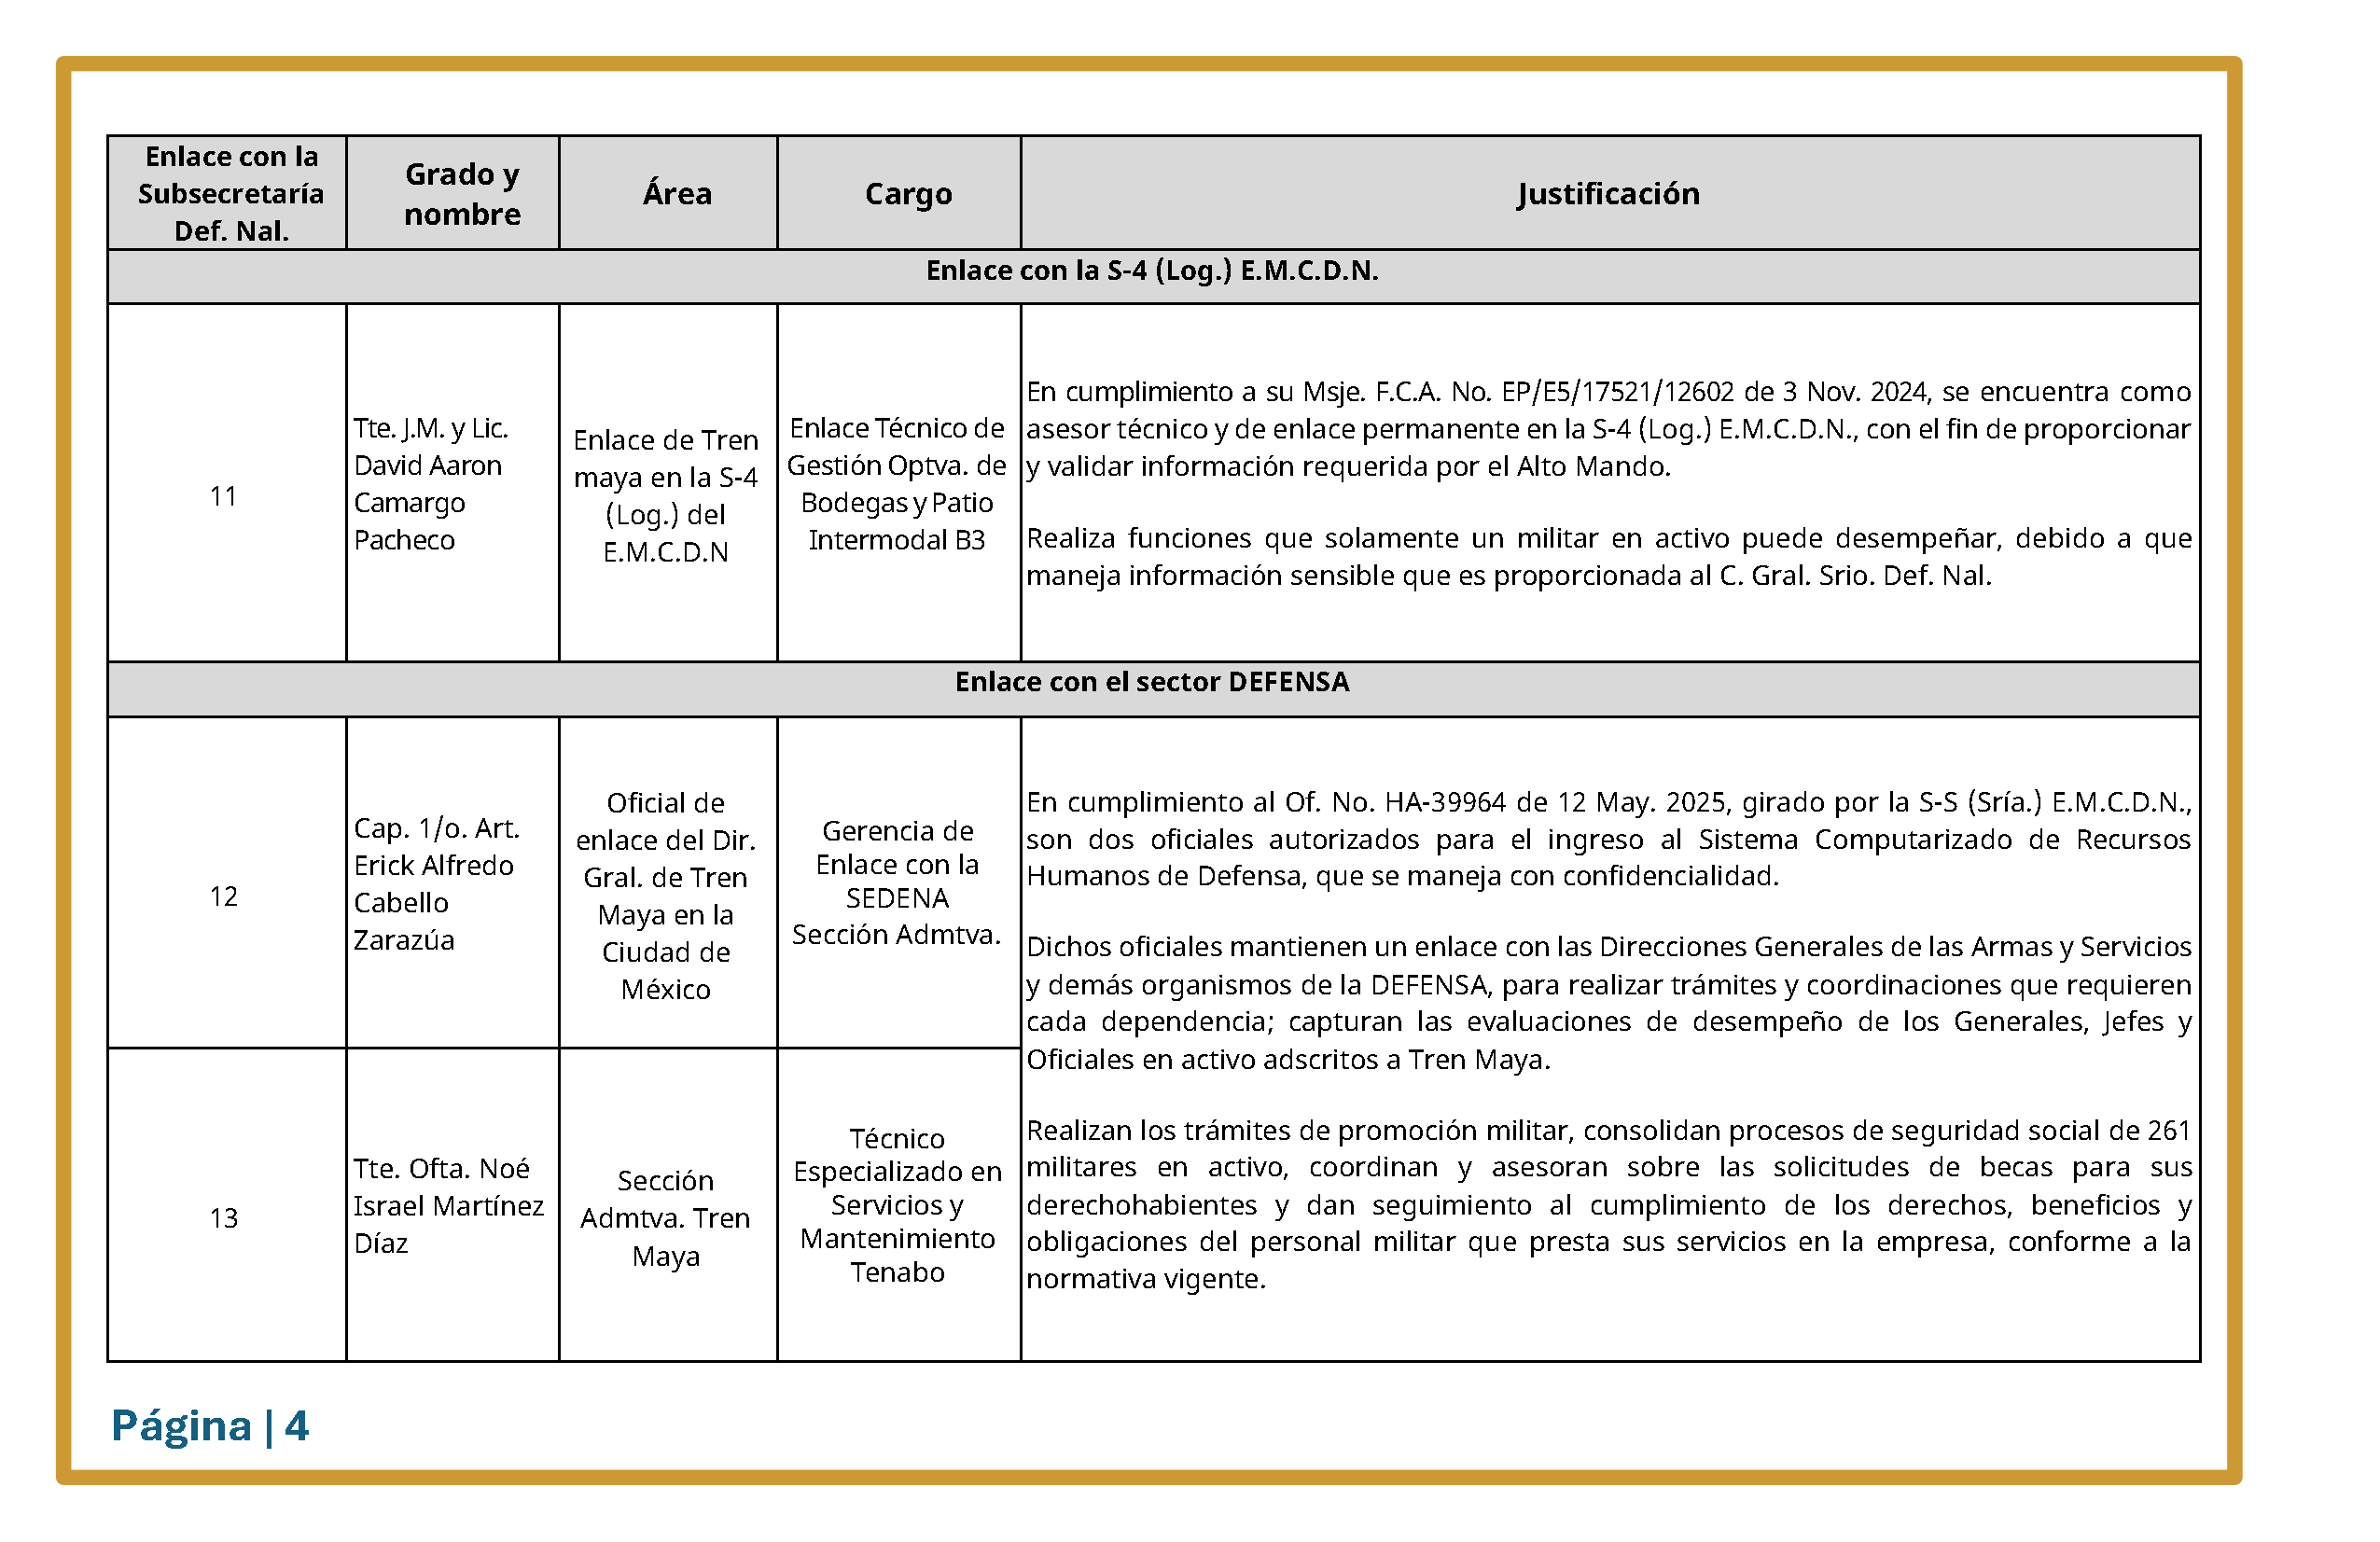 Enlace con la
Subsecretaría
Def. Nal.
Grado y
nombre
Área
Cargo
Justificación
Enlace con la S-4 (Log.) E.M.C.D.N.
11
Tte. J.M. y Lic.
David Aaron
Camargo
Pacheco
Enlace de Tren
maya en la S-4
(Log.) del
E.M.C.D.N
Enlace Técnico de
Gestión Optva. de
Bodegas y Patio
Intermodal B3
En cumplimiento a su Msje. F.C.A. No. EP/E5/17521/12602 de 3 Nov. 2024, se encuentra como
asesor técnico y de enlace permanente en la S-4 (Log.) E.M.C.D.N., con el fin de proporcionar
y validar información requerida por el Alto Mando.
Realiza funciones que solamente un militar en activo puede desempeñar, debido a que
maneja información sensible que es proporcionada al C. Gral. Srio. Def. Nal.
Enlace con el sector DEFENSA
12
Cap. 1/o. Art.
Erick Alfredo
Cabello
Zarazúa
Oficial de
enlace del Dir.
Gral. de Tren
Maya en la
Ciudad de
México
Gerencia de
Enlace con la
SEDENA
Sección Admtva.
En cumplimiento al Of. No. HA-39964 de 12 May. 2025, girado por la S-S (Sría.) E.M.C.D.N.,
son dos oficiales autorizados para el ingreso al Sistema Computarizado de Recursos
Humanos de Defensa, que se maneja con confidencialidad.
Dichos oficiales mantienen un enlace con las Direcciones Generales de las Armas y Servicios
y demás organismos de la DEFENSA, para realizar trámites y coordinaciones que requieren
cada dependencia; capturan las evaluaciones de desempeño de los Generales, Jefes y
Oficiales en activo adscritos a Tren Maya.
Realizan los trámites de promoción militar, consolidan procesos de seguridad social de 261
militares en activo, coordinan y asesoran sobre las solicitudes de becas para sus
derechohabientes y dan seguimiento al cumplimiento de los derechos, beneficios y
obligaciones del personal militar que presta sus servicios en la empresa, conforme a la
normativa vigente.
13
Tte. Ofta. Noé
Israel Martínez
Díaz
Sección
Admtva. Tren
Maya
Técnico
Especializado en
Servicios y
Mantenimiento
Tenabo
Página | 4